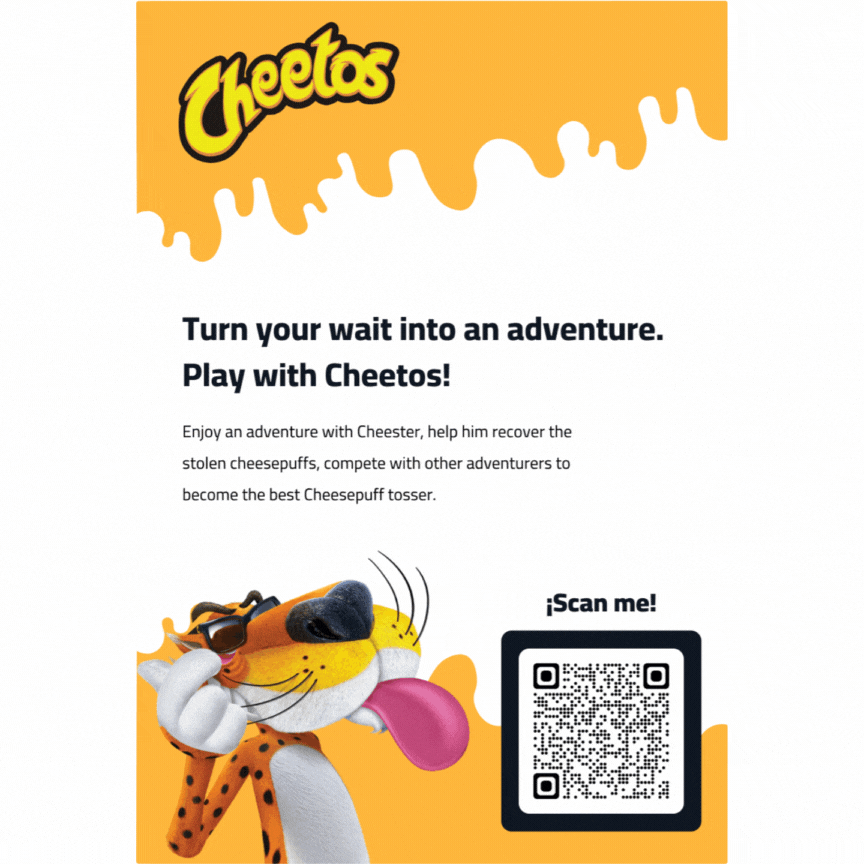 Cheetos
Turn your wait into an adventure.
Play with Cheetos!
Enjoy an adventure with Cheester, help him recover the
stolen cheesepuffs, compete with other adventurers to
become the best Cheesepuff tosser.
¡Scan me!